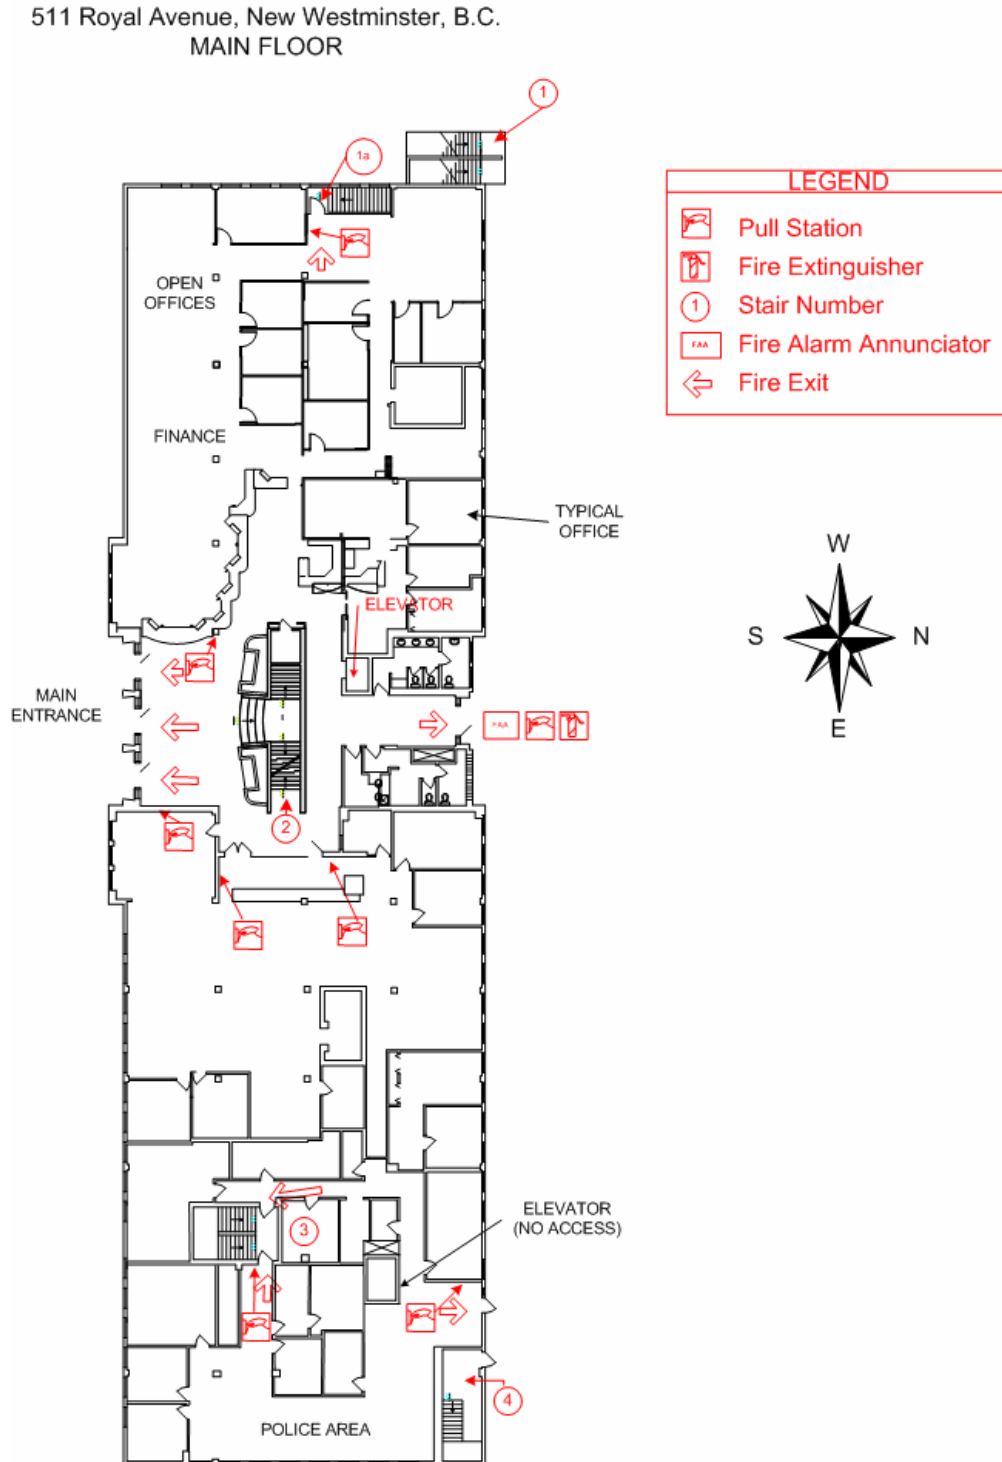 511 Royal Avenue, New Westminster, B.C.
MAIN FLOOR
1
1a
LEGEND
Pull Station
Fire Extinguisher
1 Stair Number
FAA Fire Alarm Annunciator
Fire Exit
OPEN
OFFICES
FINANCE
TYPICAL
OFFICE
W
S N
E
ELEVATOR
MAIN
ENTRANCE
FAA
2
3
ELEVATOR
(NO ACCESS)
4
POLICE AREA